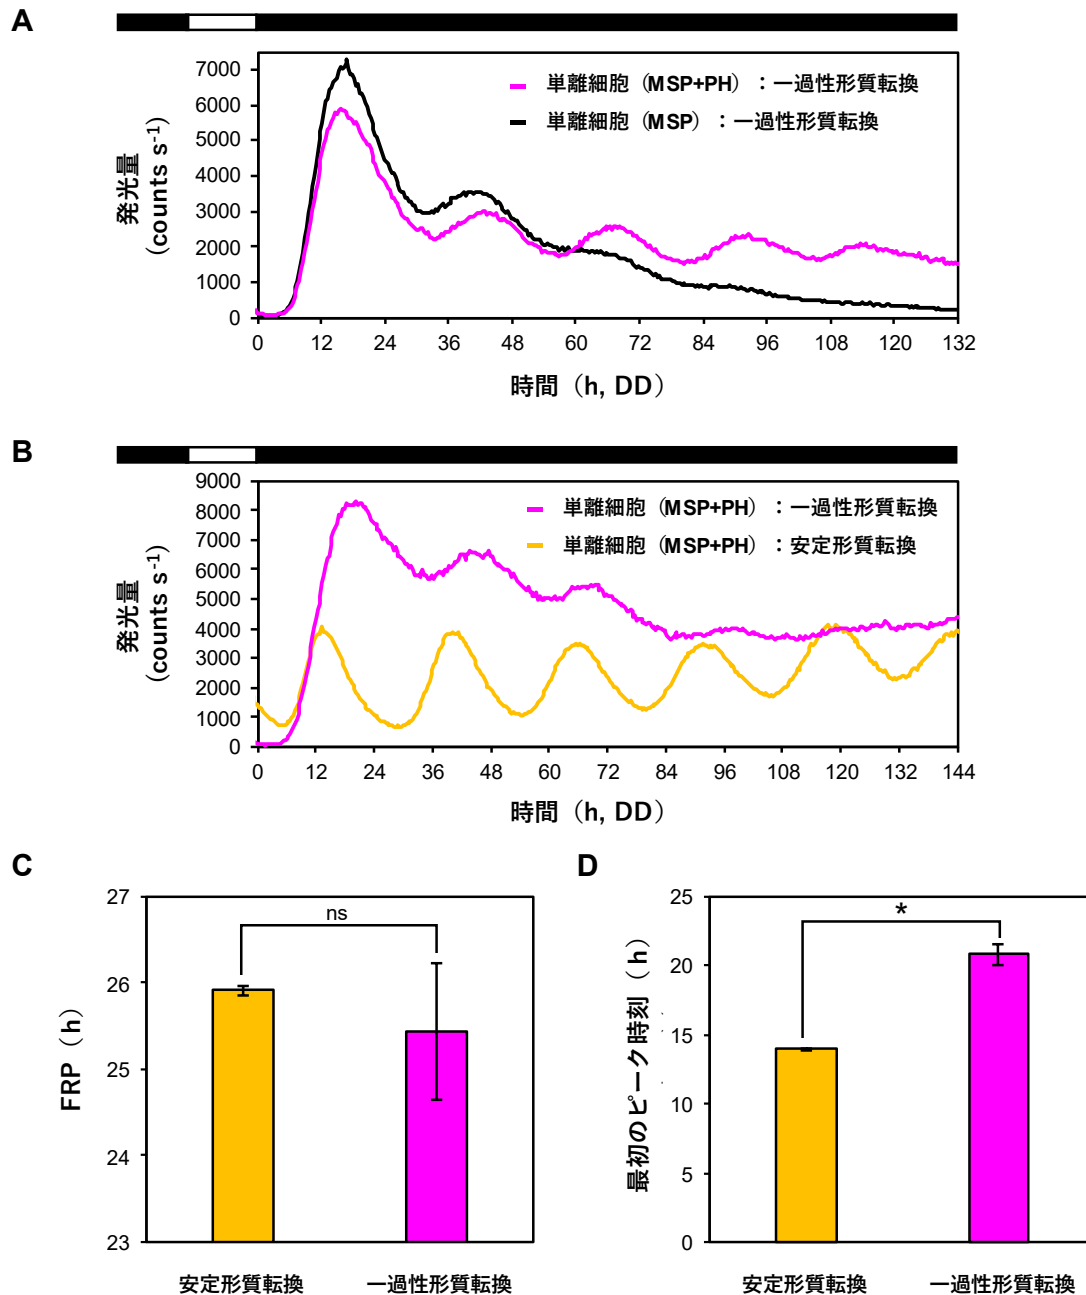 A
7000
6000
5000
4000
3000
2000
1000
0
発光量
(counts s-1)
単離細胞（MSP+PH）：一過性形質転換
単離細胞（MSP）：一過性形質転換
0 12 24 36 48 60 72 84 96 108 120 132
時間（h, DD）
B
9000
8000
7000
6000
5000
4000
3000
2000
1000
0
発光量
(counts s-1)
単離細胞（MSP+PH）：一過性形質転換
単離細胞（MSP+PH）：安定形質転換
0 12 24 36 48 60 72 84 96 108 120 132 144
時間（h, DD）
C
27
26
25
24
23
FRP（h）
ns
安定形質転換 一過性形質転換
D
25
20
15
10
5
0
最初のピーク時刻（h）
*
安定形質転換 一過性形質転換